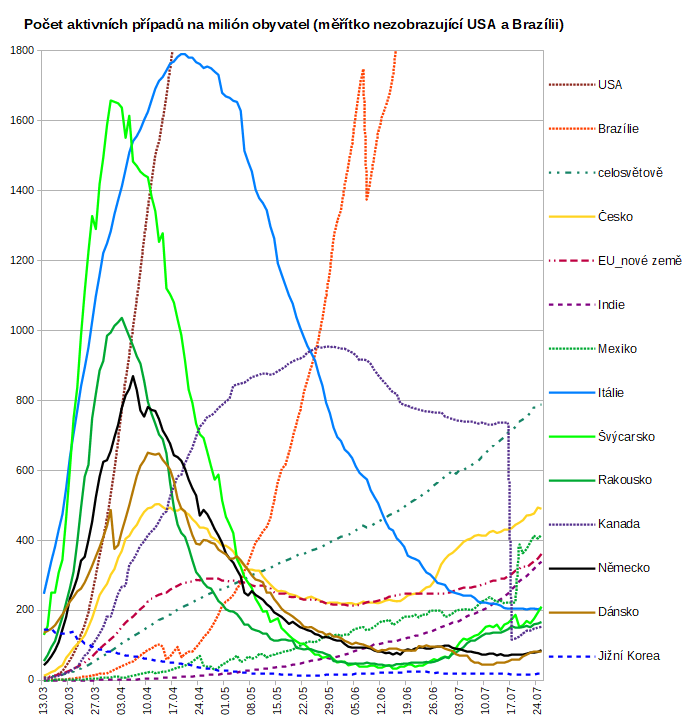 Počet aktivních případů na milión obyvatel (měřítko nezobrazující USA a Brazílii)
1800
1600
1400
1200
1000
800
600
400
200
0
13.03
20.03
27.03
03.04
10.04
17.04
24.04
01.05
08.05
15.05
22.05
29.05
05.06
12.06
19.06
26.06
03.07
10.07
17.07
24.07
USA
Brazílie
celosvětově
Česko
EU_nové země
Indie
Mexiko
Itálie
Švýcarsko
Rakousko
Kanada
Německo
Dánsko
Jižní Korea